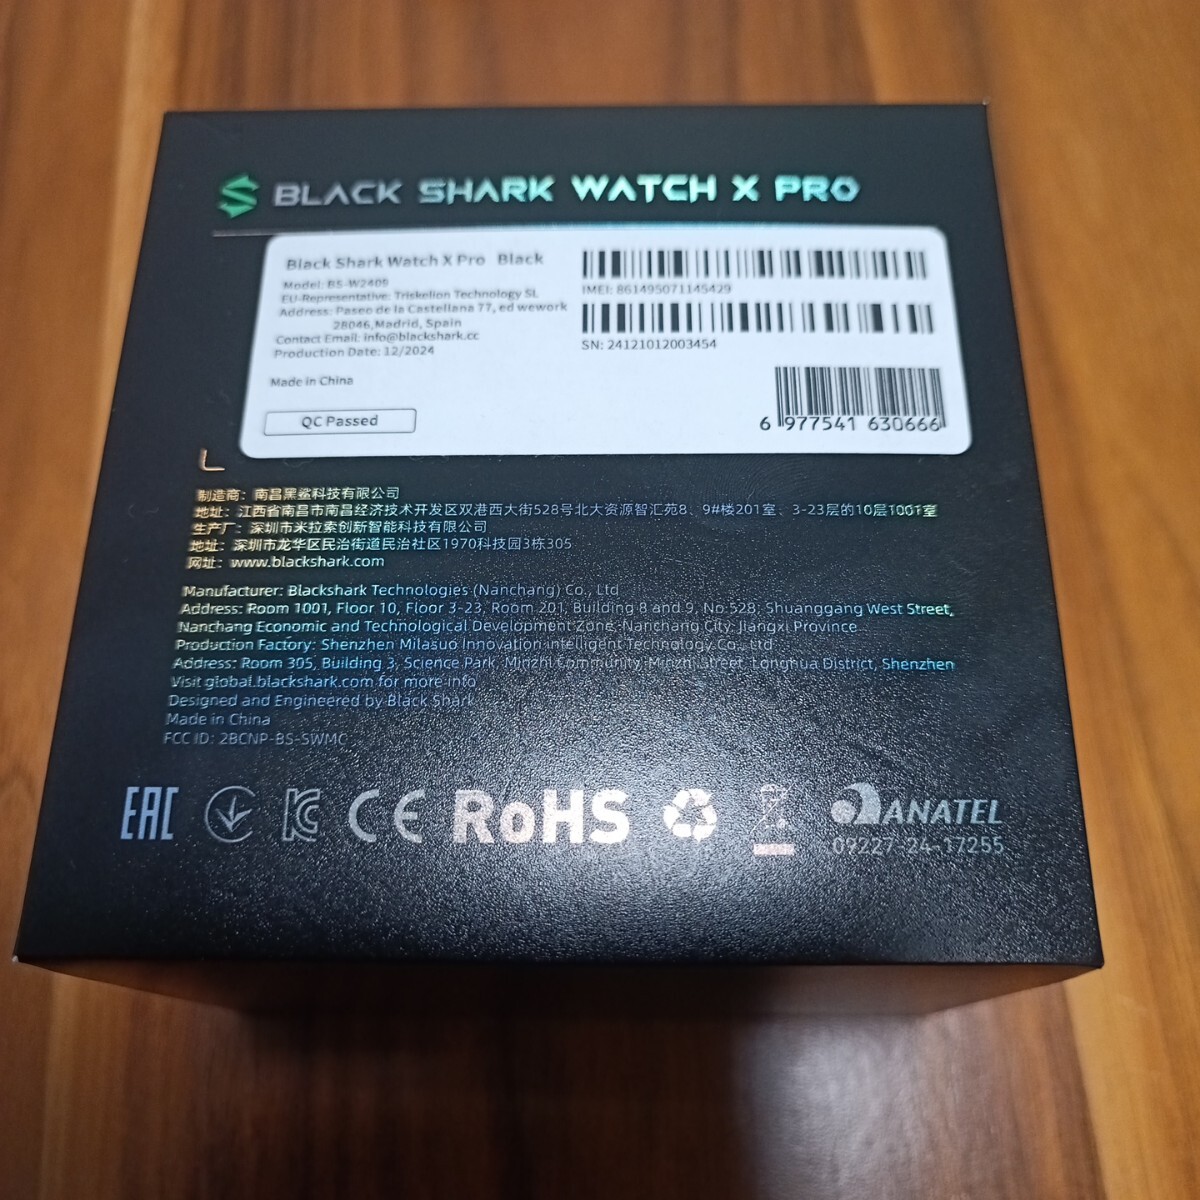 BLACK SHARK WATCH X PRO
Black Shark Watch X Pro Black
Model: BS-W2409
EU-Representative: Triskelion Technology SL
Address: Paseo de la Castellana 77, ed wework
28046,Madrid, Spain
Contact Email: info@blackshark.cc
Production Date: 12/2024
Made in China
QC Passed
IMEI: 861495071145429
SN: 24121012003454
6 977541 630666
制造商：南昌黑鲨科技有限公司
地址：江西省南昌市南昌经济技术开发区双港西大街528号北大资源智汇苑8、9#楼201室、3-23层的10层1001室
生产厂：深圳市米拉索创新智能科技有限公司
地址：深圳市龙华区民治街道民治社区1970科技园3栋305
网址：www.blackshark.com
Manufacturer: Blackshark Technologies (Nanchang) Co., Ltd
Address: Room 1001, Floor 10, Floor 3-23, Room 201, Building 8 and 9, No 528, Shuanggang West Street,
Nanchang Economic and Technological Development Zone, Nanchang City, Jiangxi Province
Production Factory: Shenzhen Milasuo Innovation intelligent Technology Co., Ltd
Address: Room 305, Building 3, Science Park, Minzhi Community, Minzhi Street, Longhua District, Shenzhen
Visit global.blackshark.com for more info
Designed and Engineered by Black Shark
Made in China
FCC ID: 2BCNP-BS-SWMC
EAC
KC
CE
RoHS
ANATEL
09227-24-17255